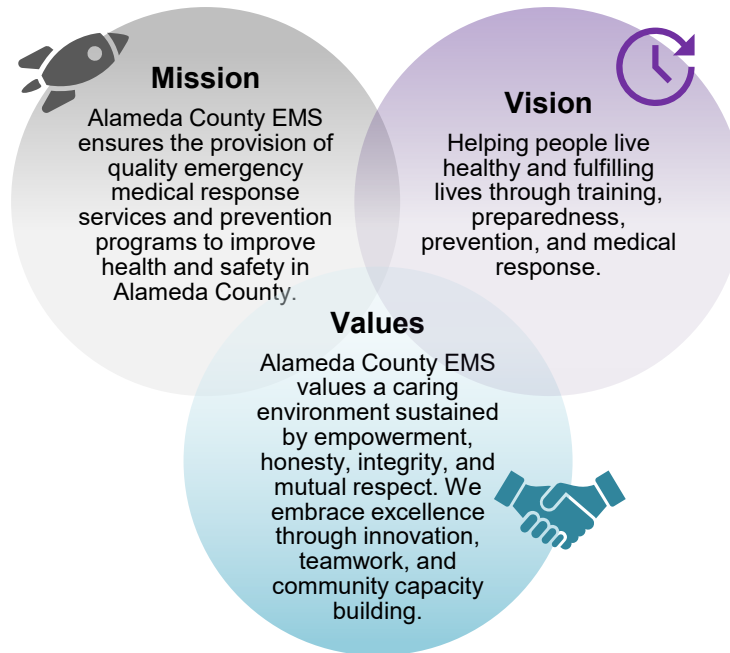 Mission
Alameda County EMS
ensures the provision of
quality emergency
medical response
services and prevention
programs to improve
health and safety in
Alameda County.
Vision
Helping people live
healthy and fulfilling
lives through training,
preparedness,
prevention, and medical
response.
Values
Alameda County EMS
values a caring
environment sustained
by empowerment,
honesty, integrity, and
mutual respect. We
embrace excellence
through innovation,
teamwork, and
community capacity
building.